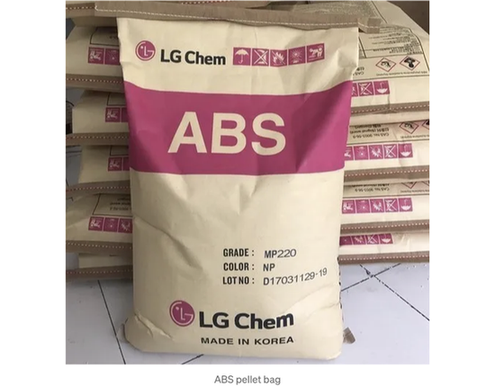 LG Chem
ABS
GRADE : MP220
COLOR : NP
LOT NO : D17031129-19
LG Chem
MADE IN KOREA
ABS pellet bag